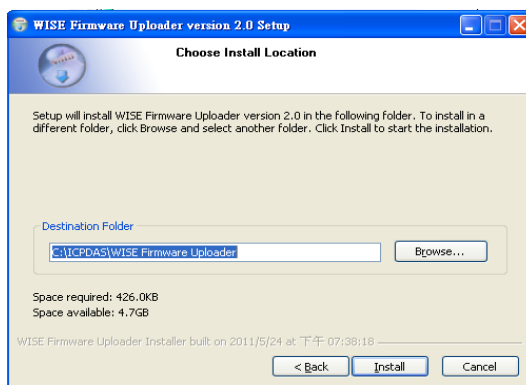 WISE Firmware Uploader version 2.0 Setup
Choose Install Location
Setup will install WISE Firmware Uploader version 2.0 in the following folder. To install in a
different folder, click Browse and select another folder. Click Install to start the installation.
Destination Folder
C:\ICPDAS\WISE Firmware Uploader
Browse...
Space required: 426.0KB
Space available: 4.7GB
WISE Firmware Uploader Installer built on 2011/5/24 at 下午 07:38:18
< Back Install Cancel